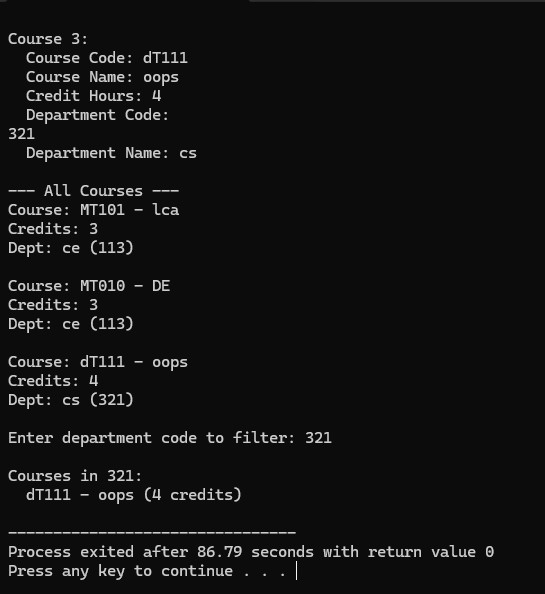 Course 3:
  Course Code: dT111
  Course Name: oops
  Credit Hours: 4
  Department Code:
321
  Department Name: cs

--- All Courses ---
Course: MT101 - lca
Credits: 3
Dept: ce (113)

Course: MT010 - DE
Credits: 3
Dept: ce (113)

Course: dT111 - oops
Credits: 4
Dept: cs (321)

Enter department code to filter: 321

Courses in 321:
  dT111 - oops (4 credits)

--------------------------------
Process exited after 86.79 seconds with return value 0
Press any key to continue . . .